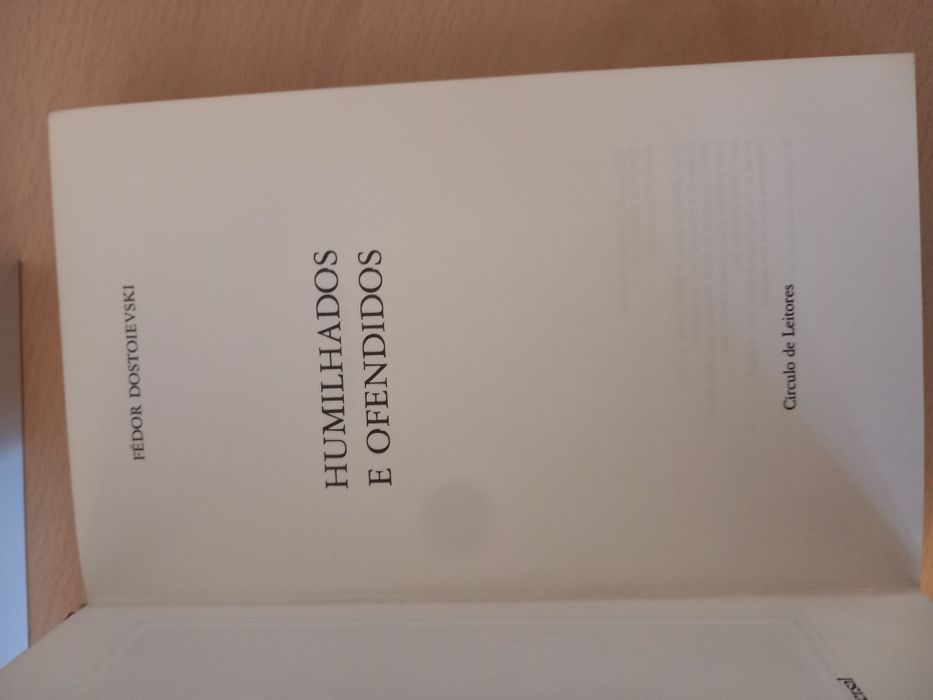 FÉDOR DOSTOIEVSKI
HUMILHADOS
E OFENDIDOS
Círculo de Leitores